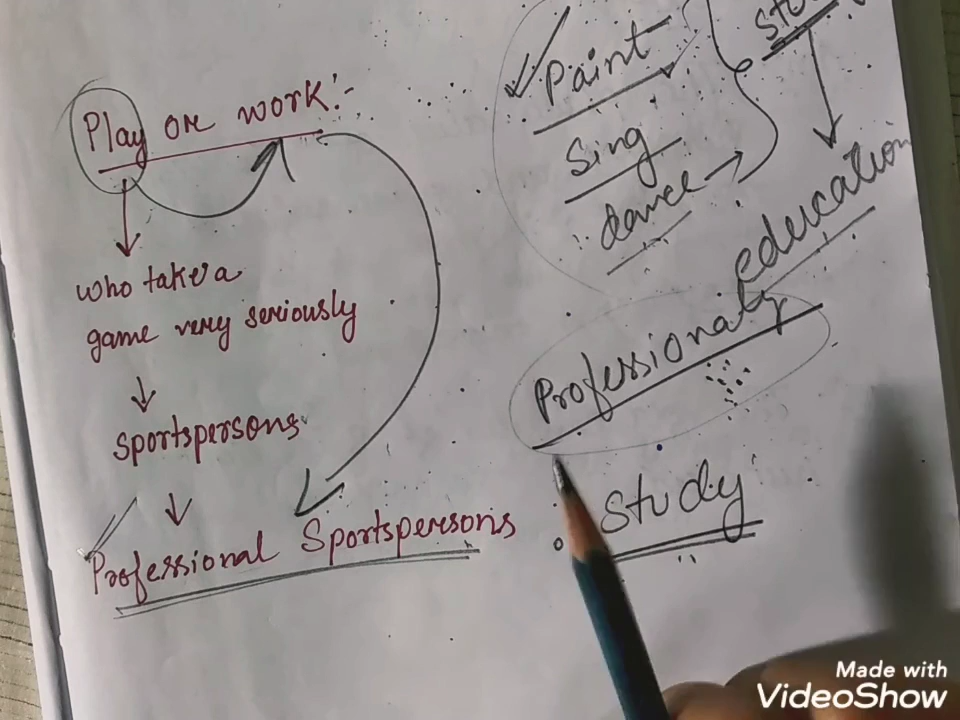 Play or work:-
who take a
game very seriously
sportspersons
Professional Sportspersons
Paint
Sing
dance
education
Professionally
Study
Made with
VideoShow